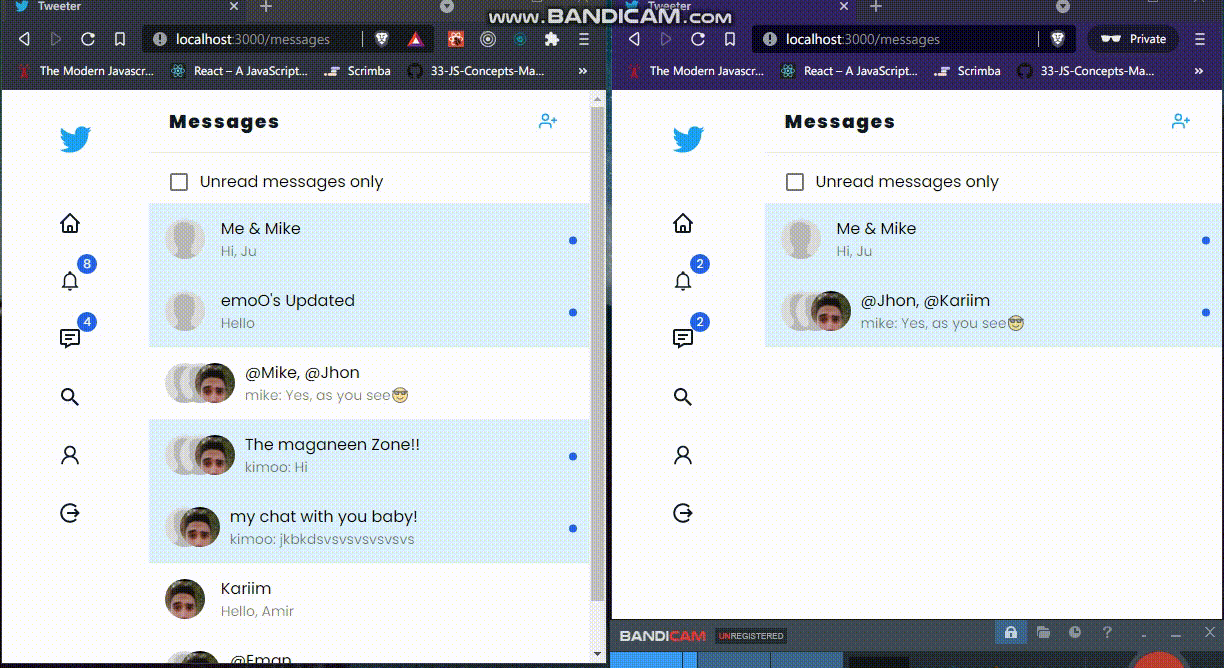 Tweeter
www.BANDICAM.com
Tweeter
localhost:3000/messages
localhost:3000/messages
Private
The Modern Javascr...
React – A JavaScript...
Scrimba
33-JS-Concepts-Ma...
»
The Modern Javascr...
React – A JavaScript...
Scrimba
33-JS-Concepts-Ma...
»
Messages
Unread messages only
8
4
Me & Mike
Hi, Ju
emoO's Updated
Hello
@Mike, @Jhon
mike: Yes, as you see😎
The maganeen Zone!!
kimoo: Hi
my chat with you baby!
kimoo: jkbkdsvsvsvsvsvsvs
Kariim
Hello, Amir
@Eman
Messages
Unread messages only
2
2
Me & Mike
Hi, Ju
@Jhon, @Kariim
mike: Yes, as you see😎
BANDICAM UNREGISTERED